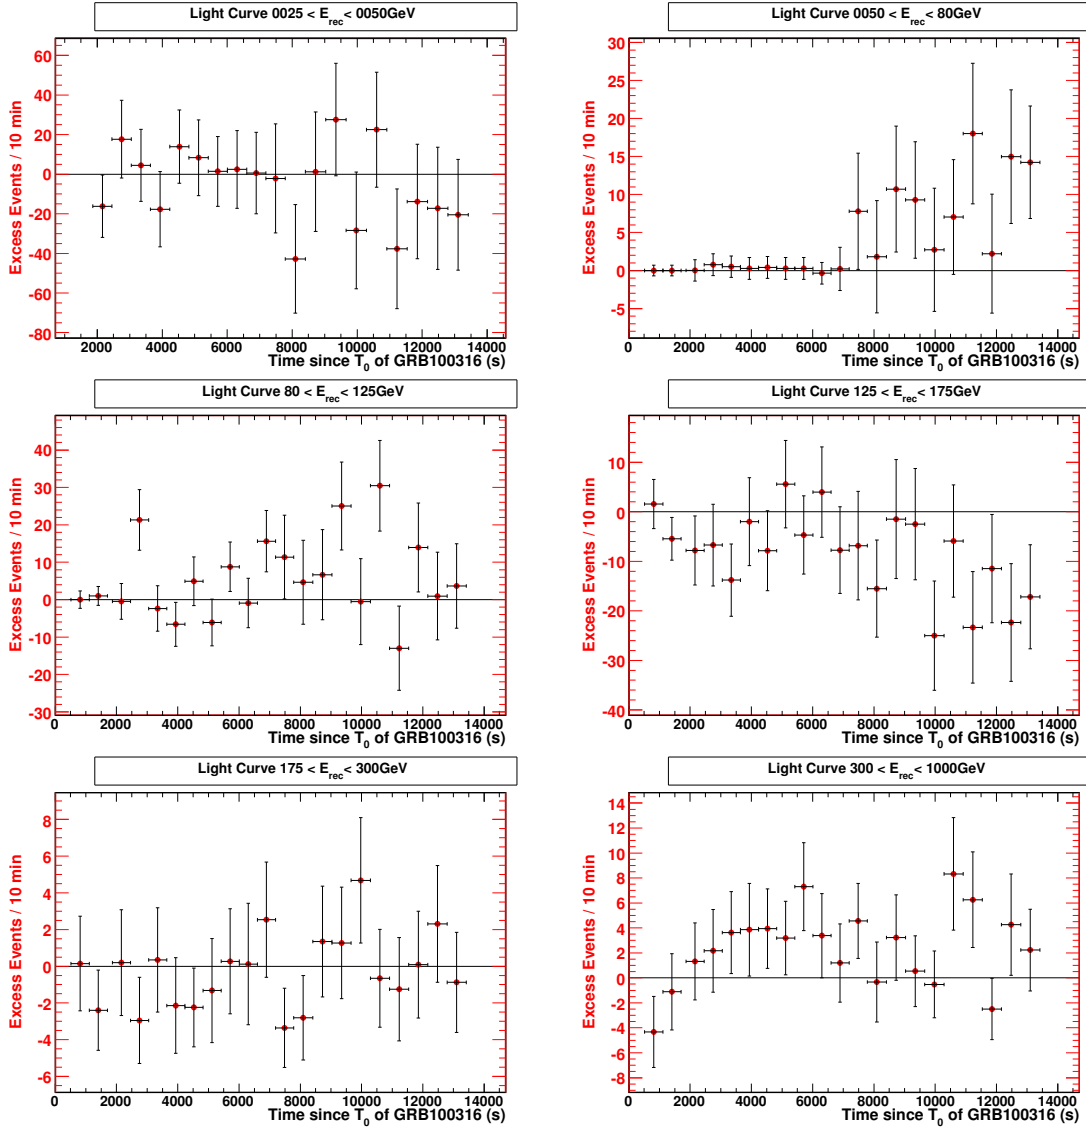 Light Curve 0025 < E_rec < 0050GeV
Excess Events / 10 min
60
40
20
0
-20
-40
-60
-80
2000 4000 6000 8000 10000 12000 14000
Time since T_0 of GRB100316 (s)
Light Curve 0050 < E_rec < 80GeV
Excess Events / 10 min
30
25
20
15
10
5
0
-5
0 2000 4000 6000 8000 10000 12000 14000
Time since T_0 of GRB100316 (s)
Light Curve 80 < E_rec < 125GeV
Excess Events / 10 min
40
30
20
10
0
-10
-20
-30
0 2000 4000 6000 8000 10000 12000 14000
Time since T_0 of GRB100316 (s)
Light Curve 125 < E_rec < 175GeV
Excess Events / 10 min
10
0
-10
-20
-30
-40
0 2000 4000 6000 8000 10000 12000 14000
Time since T_0 of GRB100316 (s)
Light Curve 175 < E_rec < 300GeV
Excess Events / 10 min
8
6
4
2
0
-2
-4
-6
0 2000 4000 6000 8000 10000 12000 14000
Time since T_0 of GRB100316 (s)
Light Curve 300 < E_rec < 1000GeV
Excess Events / 10 min
14
12
10
8
6
4
2
0
-2
-4
-6
-8
0 2000 4000 6000 8000 10000 12000 14000
Time since T_0 of GRB100316 (s)